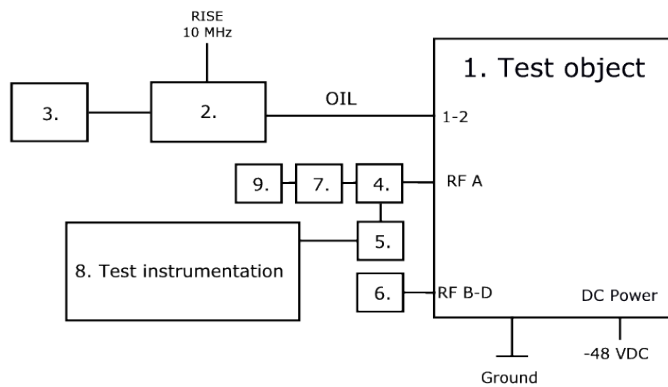 RISE
10 MHz
1. Test object
3.
2.
OIL
1-2
9.
7.
4.
RF A
5.
8. Test instrumentation
6.
RF B-D
DC Power
-48 VDC
Ground